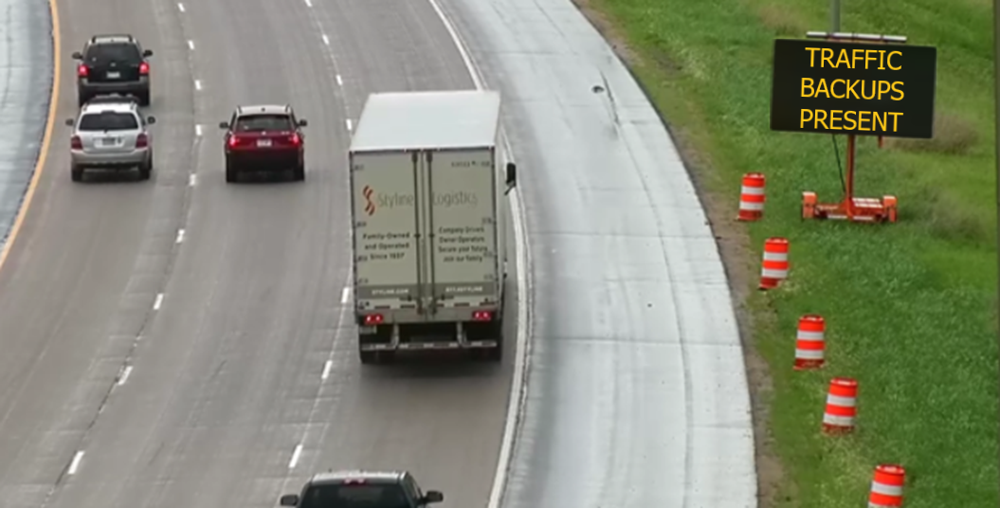 TRAFFIC
BACKUPS
PRESENT
Styline Logistics
Family-Owned
and Operated
Since 1957
Company Drivers
Owner Operators
Secure your future
Join our family